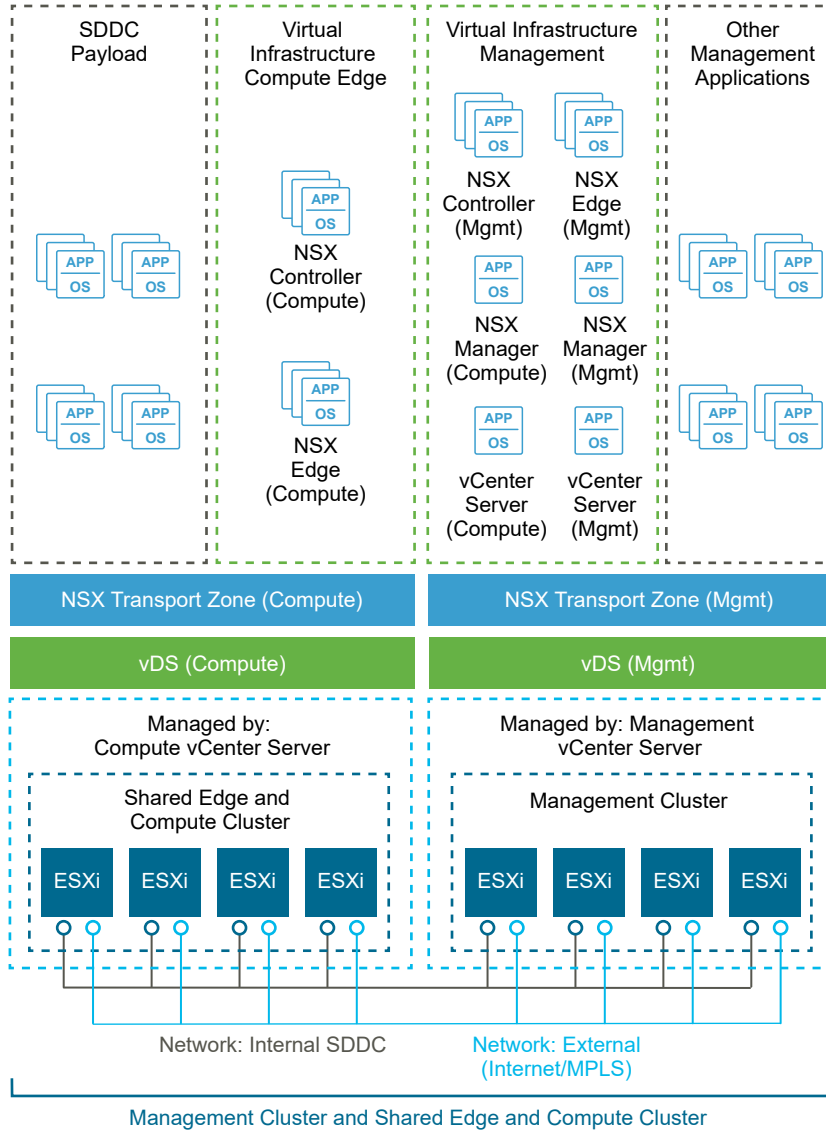 SDDC
Payload
Virtual
Infrastructure
Compute Edge
Virtual Infrastructure
Management
Other
Management
Applications
APP
OS
APP
OS
APP
OS
APP
OS
APP
OS
NSX
Controller
(Compute)
APP
OS
NSX
Edge
(Compute)
APP
OS
NSX
Controller
(Mgmt)
APP
OS
NSX
Edge
(Mgmt)
APP
OS
NSX
Manager
(Compute)
APP
OS
NSX
Manager
(Mgmt)
APP
OS
vCenter
Server
(Compute)
APP
OS
vCenter
Server
(Mgmt)
APP
OS
APP
OS
APP
OS
APP
OS
NSX Transport Zone (Compute)
NSX Transport Zone (Mgmt)
vDS (Compute)
vDS (Mgmt)
Managed by:
Compute vCenter Server
Shared Edge and
Compute Cluster
ESXi
ESXi
ESXi
ESXi
Managed by: Management
vCenter Server
Management Cluster
ESXi
ESXi
ESXi
ESXi
Network: Internal SDDC
Network: External
(Internet/MPLS)
Management Cluster and Shared Edge and Compute Cluster